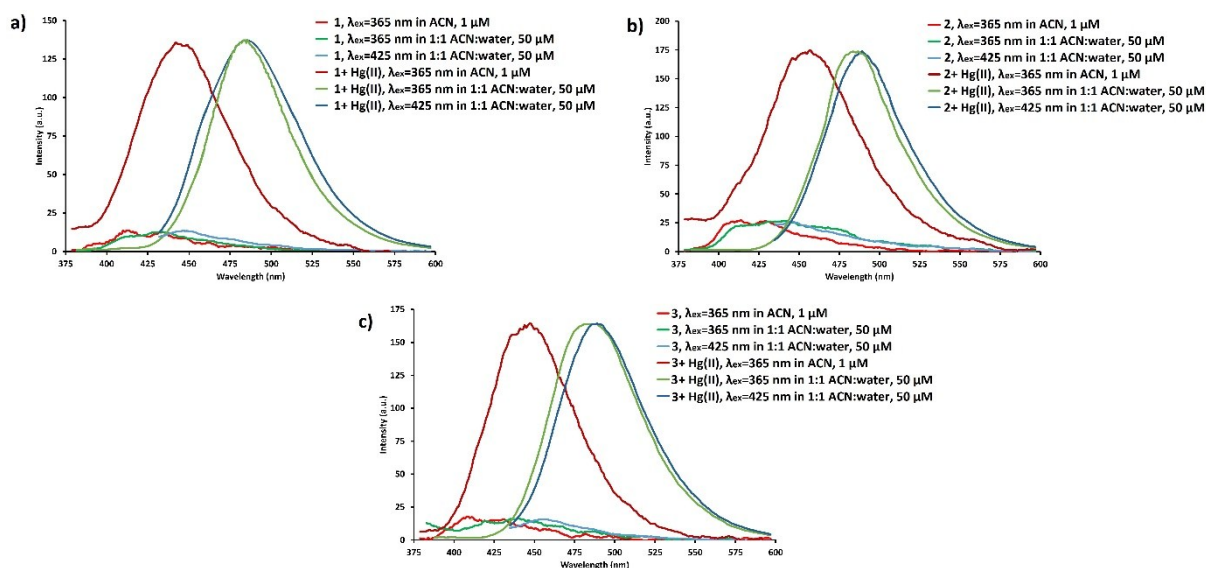 a)
1, λex=365 nm in ACN, 1 µM
1, λex=365 nm in 1:1 ACN:water, 50 µM
1, λex=425 nm in 1:1 ACN:water, 50 µM
1+ Hg(II), λex=365 nm in ACN, 1 µM
1+ Hg(II), λex=365 nm in 1:1 ACN:water, 50 µM
1+ Hg(II), λex=425 nm in 1:1 ACN:water, 50 µM
150
125
100
75
50
25
0
Intensity (a.u.)
375 400 425 450 475 500 525 550 575 600
Wavelength (nm)
b)
2, λex=365 nm in ACN, 1 µM
2, λex=365 nm in 1:1 ACN:water, 50 µM
2, λex=425 nm in 1:1 ACN:water, 50 µM
2+ Hg(II), λex=365 nm in ACN, 1 µM
2+ Hg(II), λex=365 nm in 1:1 ACN:water, 50 µM
2+ Hg(II), λex=425 nm in 1:1 ACN:water, 50 µM
200
175
150
125
100
75
50
25
0
Intensity (a.u.)
375 400 425 450 475 500 525 550 575 600
Wavelength (nm)
c)
3, λex=365 nm in ACN, 1 µM
3, λex=365 nm in 1:1 ACN:water, 50 µM
3, λex=425 nm in 1:1 ACN:water, 50 µM
3+ Hg(II), λex=365 nm in ACN, 1 µM
3+ Hg(II), λex=365 nm in 1:1 ACN:water, 50 µM
3+ Hg(II), λex=425 nm in 1:1 ACN:water, 50 µM
175
150
125
100
75
50
25
0
Intensity (a.u.)
375 400 425 450 475 500 525 550 575 600
Wavelength (nm)